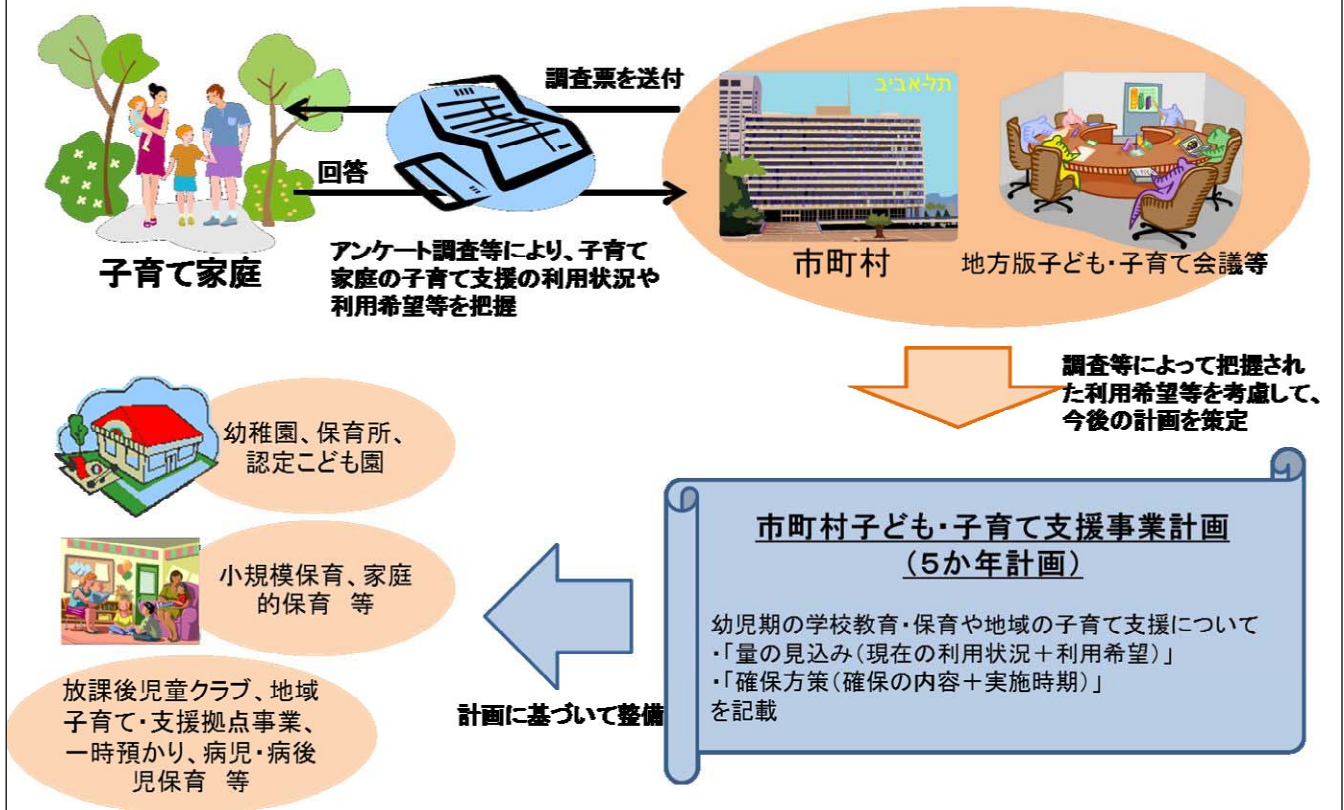 調査票を送付
回答
תל-אביב
子育て家庭
アンケート調査等により、子育て
家庭の子育て支援の利用状況や
利用希望等を把握
市町村
地方版子ども・子育て会議等
調査等によって把握され
た利用希望等を考慮して、
今後の計画を策定
市町村子ども・子育て支援事業計画
(5か年計画)
幼児期の学校教育・保育や地域の子育て支援について
・「量の見込み(現在の利用状況+利用希望)」
・「確保方策(確保の内容+実施時期)」
を記載
計画に基づいて整備
幼稚園、保育所、
認定こども園
小規模保育、家庭
的保育 等
放課後児童クラブ、地域
子育て・支援拠点事業、
一時預かり、病児・病後
児保育 等